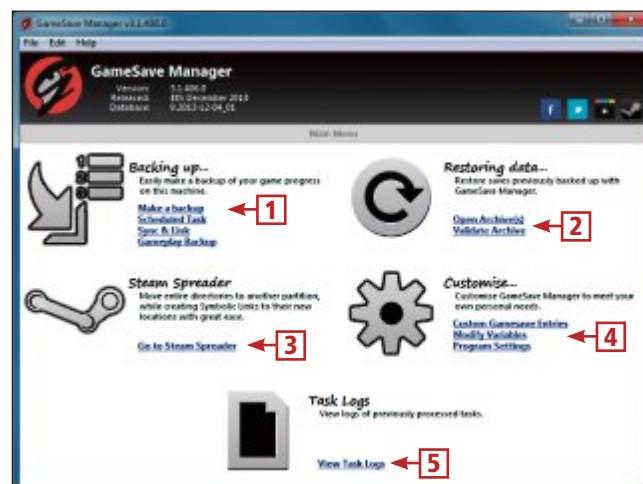 GameSave Manager v3.1.406.0
File Edit Help
GameSave Manager
Version: 3.1.406.0
Released: 4th December 2013
Database: 9.2013-12-04_01
Main Menu
Backing up...
Easily make a backup of your game progress
on this machine.
Make a backup
Scheduled Task
Sync & Link
Gameplay Backup
1
Restoring data...
Restore saves previously backed up with
GameSave Manager.
Open Archive(s)
Validate Archive
2
Steam Spreader
Move entire directories to another partition,
while creating Symbolic Links to their new
locations with great ease.
Go to Steam Spreader
3
Customise...
Customise GameSave Manager to meet your
own personal needs.
Custom Gamesave Entries
Modify Variables
Program Settings
4
Task Logs
View logs of previously processed tasks.
View Task Logs
5